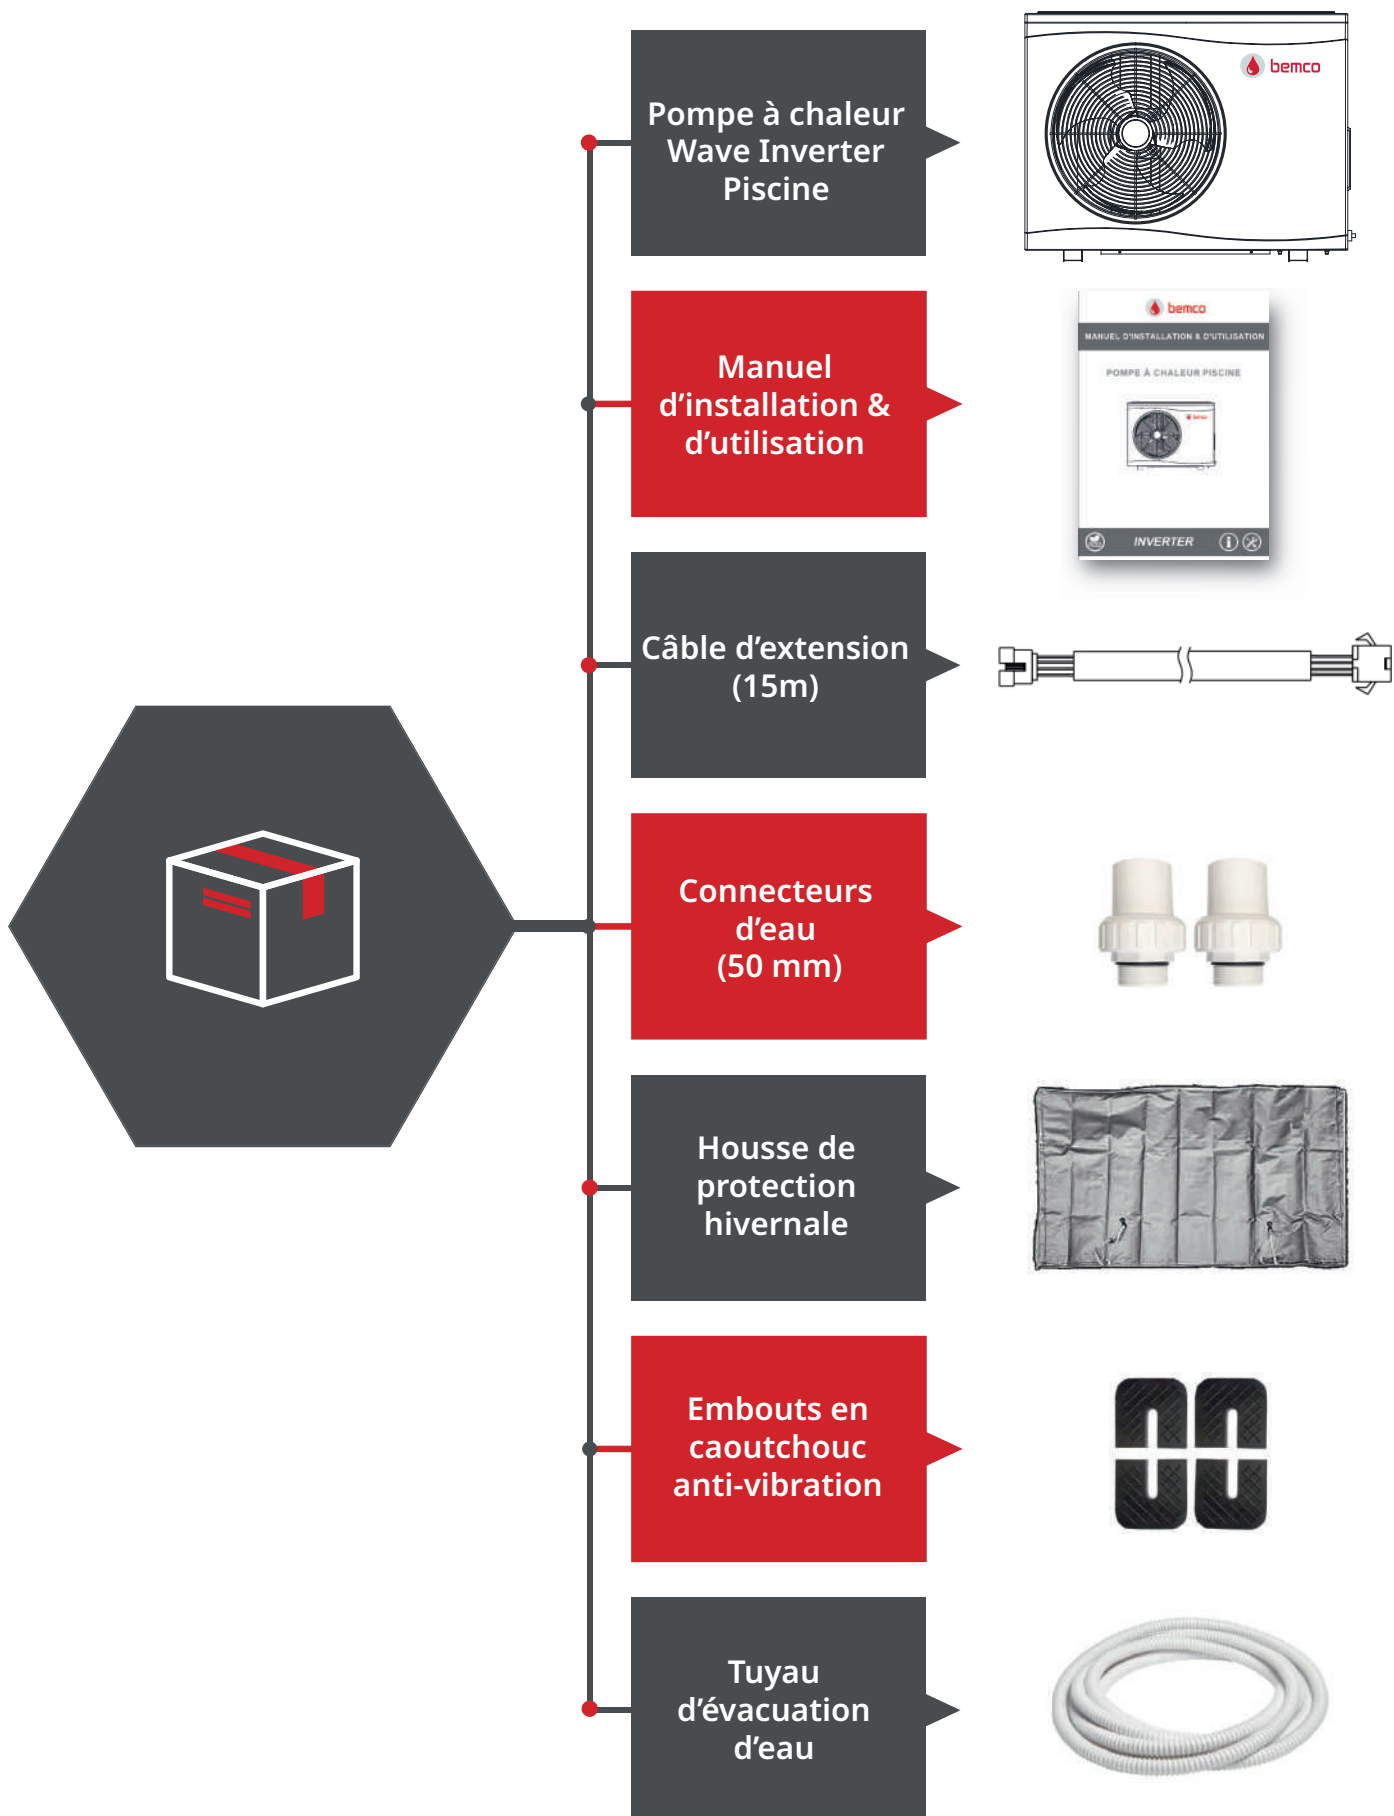 Pompe à chaleur
Wave Inverter
Piscine
bemco
Manuel
d’installation &
d’utilisation
bemco
MANUEL D'INSTALLATION & D'UTILISATION
POMPE À CHALEUR PISCINE
bemco
INVERTER
Câble d’extension
(15m)
Connecteurs
d’eau
(50 mm)
Housse de
protection
hivernale
Embouts en
caoutchouc
anti-vibration
Tuyau
d’évacuation
d’eau